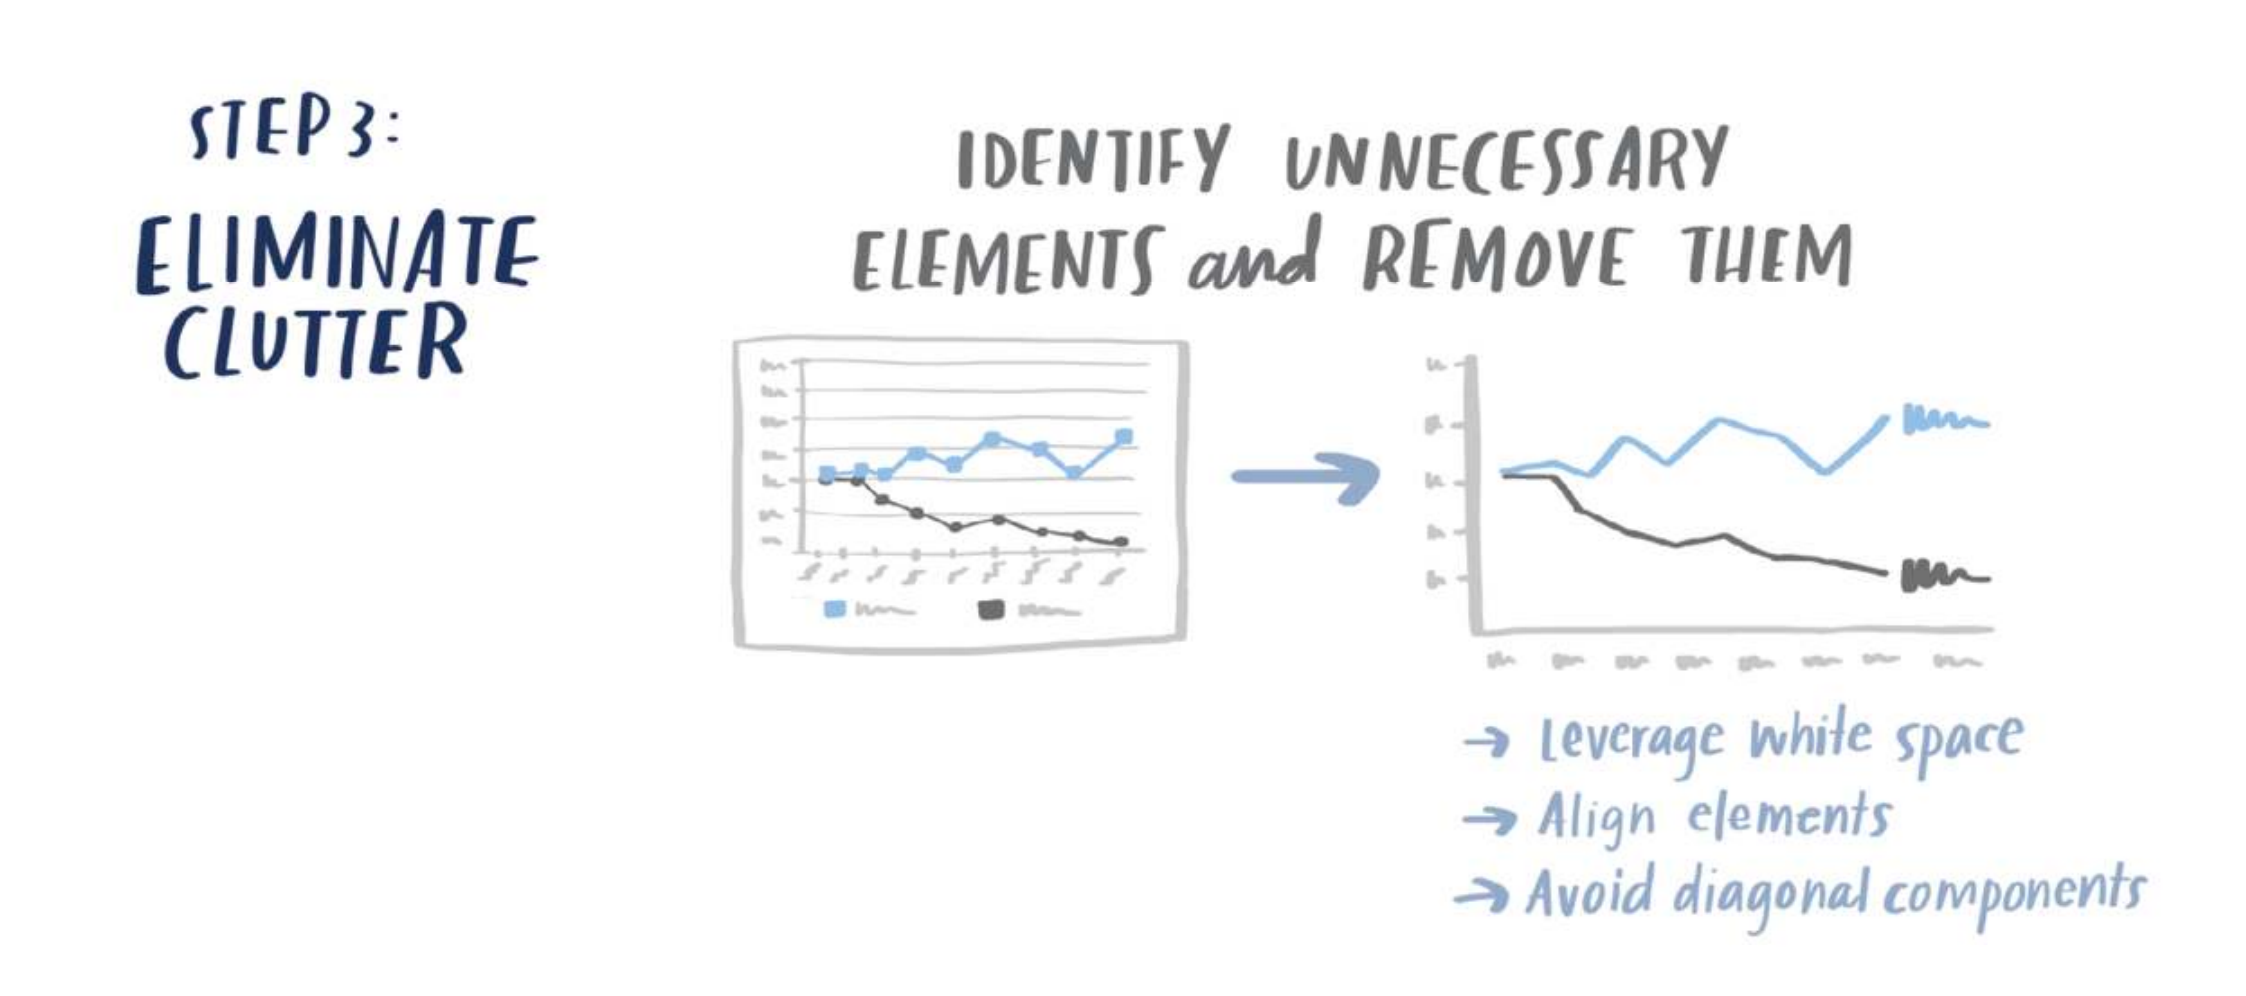 STEP 3:
ELIMINATE
CLUTTER
IDENTIFY UNNECESSARY
ELEMENTS and REMOVE THEM
→ Leverage white space
→ Align elements
→ Avoid diagonal components